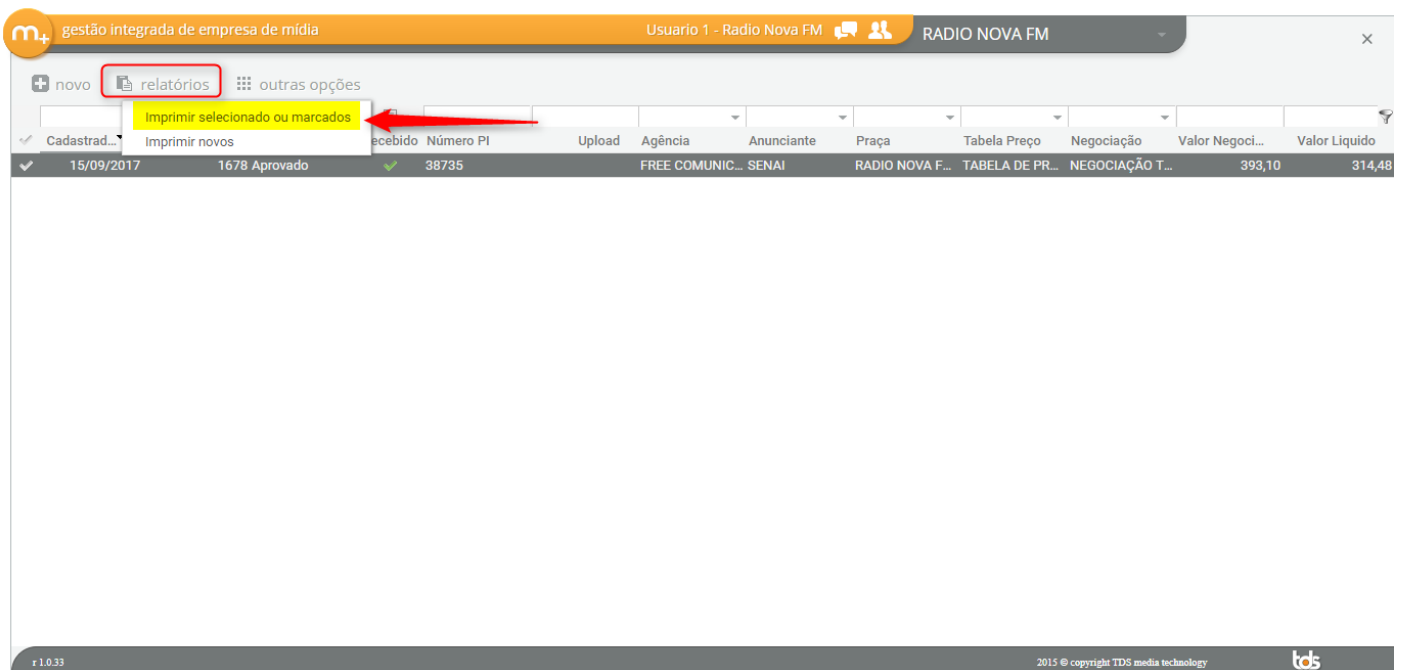 m+ gestão integrada de empresa de mídia Usuario 1 - Radio Nova FM RADIO NOVA FM
novo relatórios outras opções
Imprimir selecionado ou marcados
Imprimir novos
Cadastrad... ecebido Número PI Upload Agência Anunciante Praça Tabela Preço Negociação Valor Negoci... Valor Liquido
15/09/2017 1678 Aprovado 38735 FREE COMUNIC... SENAI RADIO NOVA F... TABELA DE PR... NEGOCIAÇÃO T... 393,10 314,48
r 1.0.33 2015 © copyright TDS media technology tds